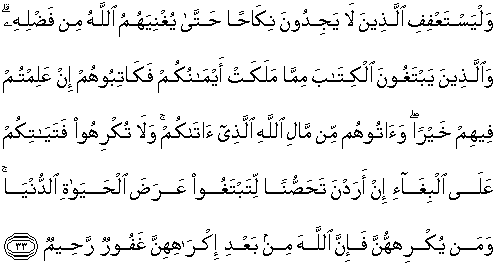 وَلْيَسْتَعْفِفِ ٱلَّذِينَ لَا يَجِدُونَ نِكَاحًا حَتَّىٰ يُغْنِيَهُمُ ٱللَّهُ مِن فَضْلِهِۦ ۗ
وَٱلَّذِينَ يَبْتَغُونَ ٱلْكِتَـٰبَ مِمَّا مَلَكَتْ أَيْمَـٰنُكُمْ فَكَاتِبُوهُمْ إِنْ عَلِمْتُمْ
فِيهِمْ خَيْرًا ۖ وَءَاتُوهُم مِّن مَّالِ ٱللَّهِ ٱلَّذِىٓ ءَاتَىٰكُمْ ۚ وَلَا تُكْرِهُوا۟ فَتَيَـٰتِكُمْ
عَلَى ٱلْبِغَآءِ إِنْ أَرَدْنَ تَحَصُّنًا لِّتَبْتَغُوا۟ عَرَضَ ٱلْحَيَوٰةِ ٱلدُّنْيَا ۚ
وَمَن يُكْرِههُّنَّ فَإِنَّ ٱللَّهَ مِنۢ بَعْدِ إِكْرَٰهِهِنَّ غَفُورٌ رَّحِيمٌ ٣٣